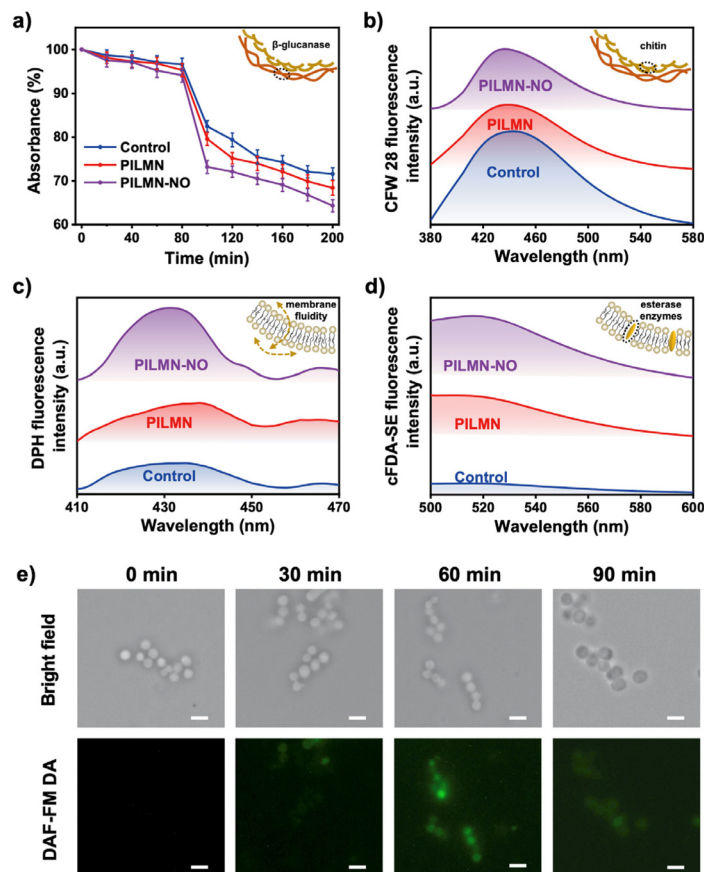 a)
β-glucanase
Absorbance (%)
100
90
80
70
60
Control
PILMN
PILMN-NO
0
40
80
120
160
200
Time (min)
b)
chitin
CFW 28 fluorescence
intensity (a.u.)
PILMN-NO
PILMN
Control
380
420
460
500
540
580
Wavelength (nm)
c)
membrane
fluidity
DPH fluorescence
intensity (a.u.)
PILMN-NO
PILMN
Control
410
430
450
470
Wavelength (nm)
d)
esterase
enzymes
cFDA-SE fluorescence
intensity (a.u.)
PILMN-NO
PILMN
Control
500
520
540
560
580
600
Wavelength (nm)
e)
0 min
30 min
60 min
90 min
Bright field
DAF-FM DA